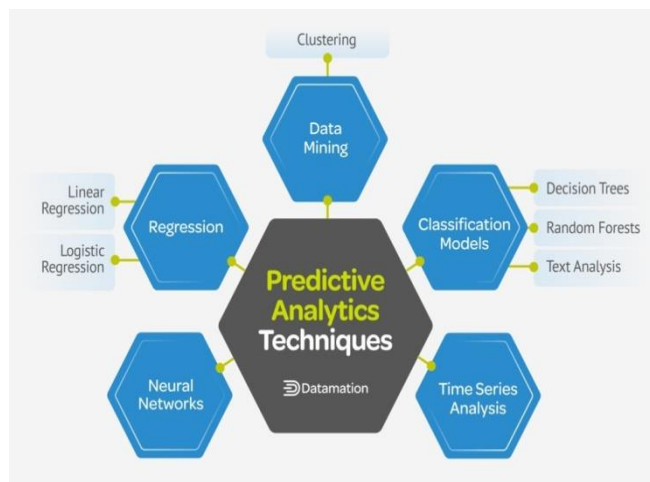 Clustering
Data
Mining
Linear
Regression
Logistic
Regression
Regression
Classification
Models
Decision Trees
Random Forests
Text Analysis
Predictive
Analytics
Techniques
Datamation
Neural
Networks
Time Series
Analysis